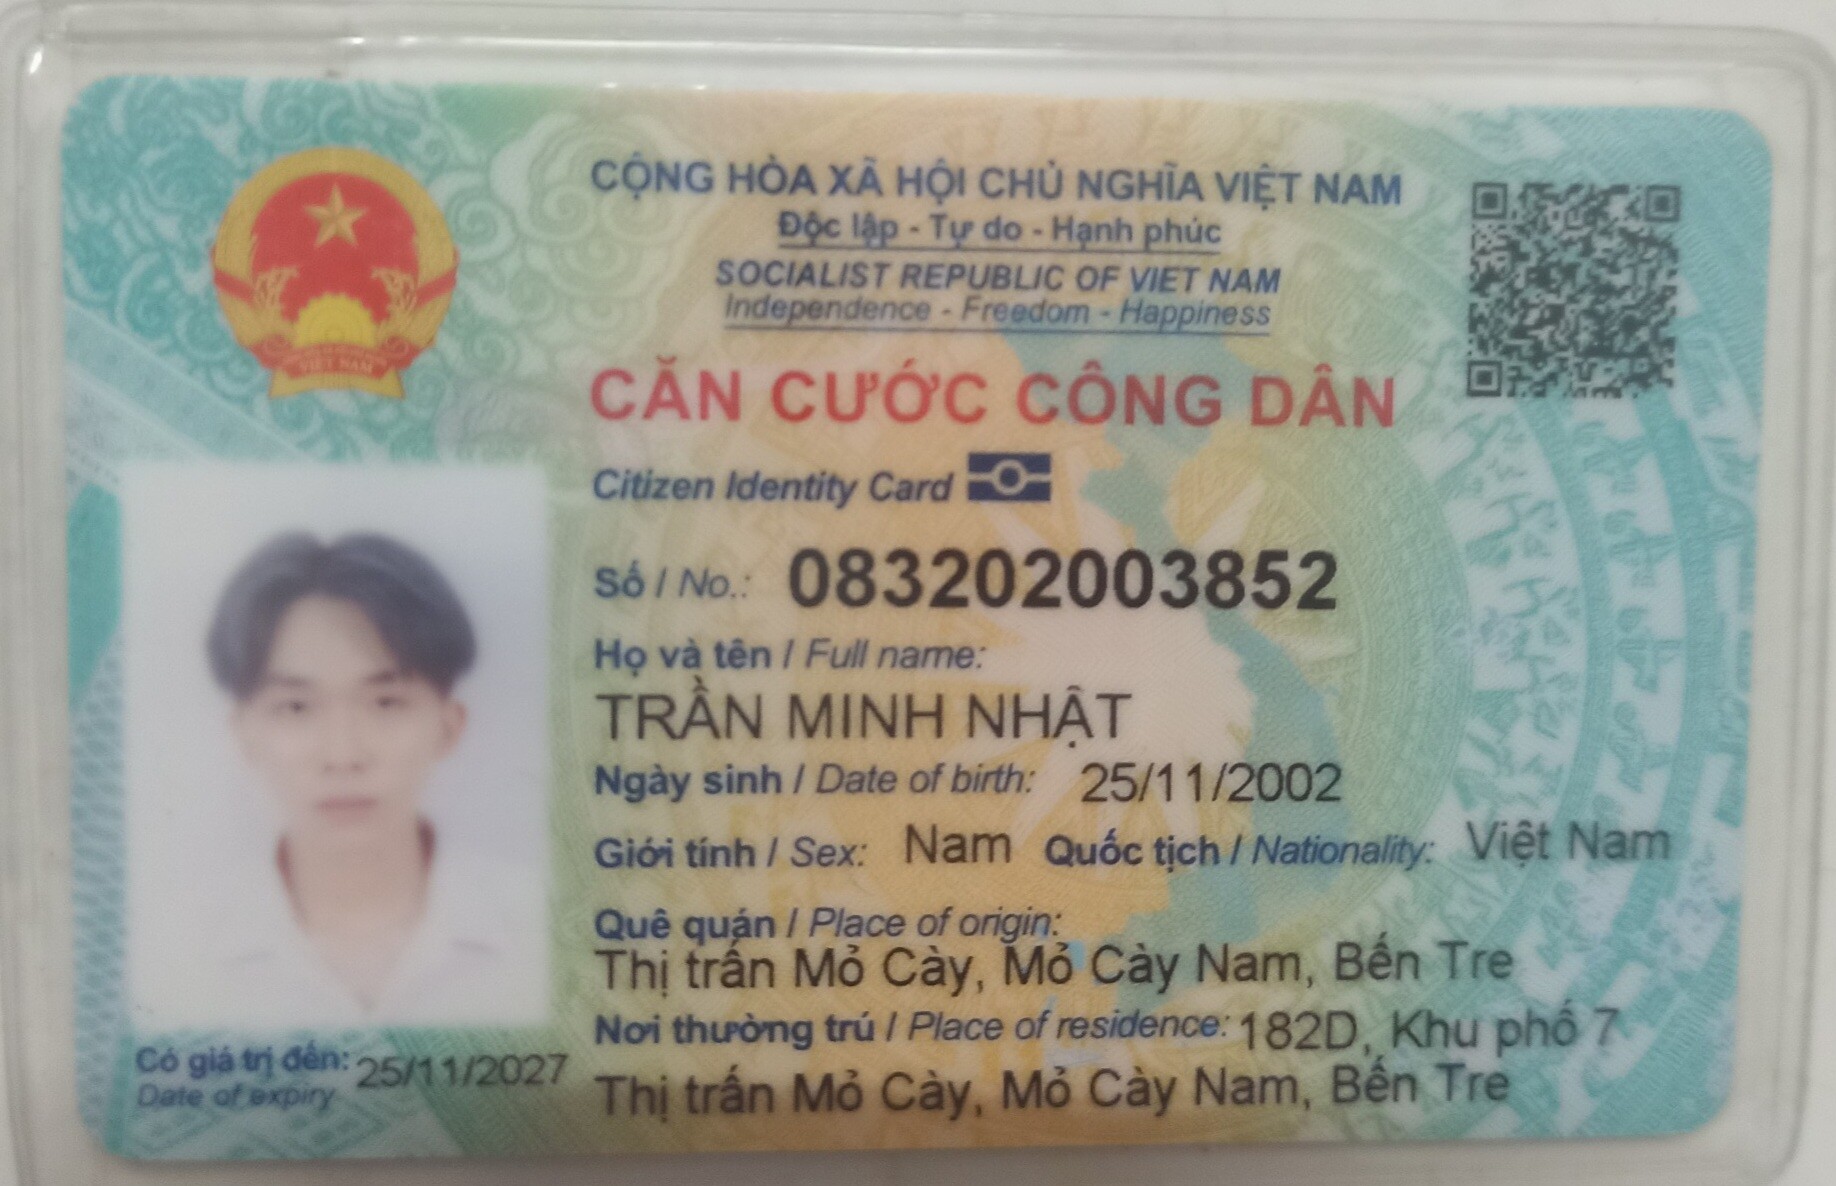 CỘNG HÒA XÃ HỘI CHỦ NGHĨA VIỆT NAM
Độc lập - Tự do - Hạnh phúc
SOCIALIST REPUBLIC OF VIET NAM
Independence - Freedom - Happiness
VIỆT NAM
CĂN CƯỚC CÔNG DÂN
Citizen Identity Card
Số / No.: 083202003852
Họ và tên / Full name:
TRẦN MINH NHẬT
Ngày sinh / Date of birth: 25/11/2002
Giới tính / Sex: Nam Quốc tịch / Nationality: Việt Nam
Quê quán / Place of origin:
Thị trấn Mỏ Cày, Mỏ Cày Nam, Bến Tre
Nơi thường trú / Place of residence: 182D, Khu phố 7
Thị trấn Mỏ Cày, Mỏ Cày Nam, Bến Tre
Có giá trị đến: 25/11/2027
Date of expiry